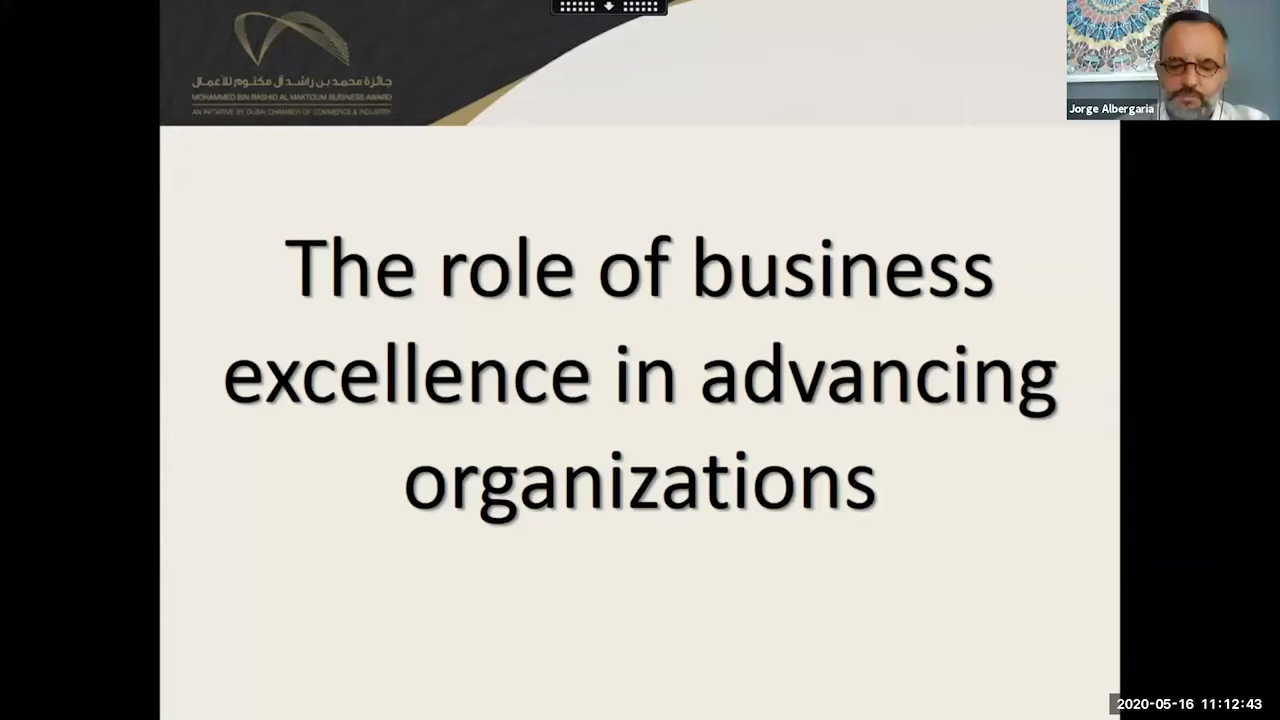 جائزة محمد بن راشد آل مكتوم للأعمال
MOHAMMED BIN RASHID AL MAKTOUM BUSINESS AWARD
AN INITIATIVE BY DUBAI CHAMBER OF COMMERCE & INDUSTRY
Jorge Albergaria
The role of business
excellence in advancing
organizations
2020-05-16 11:12:43